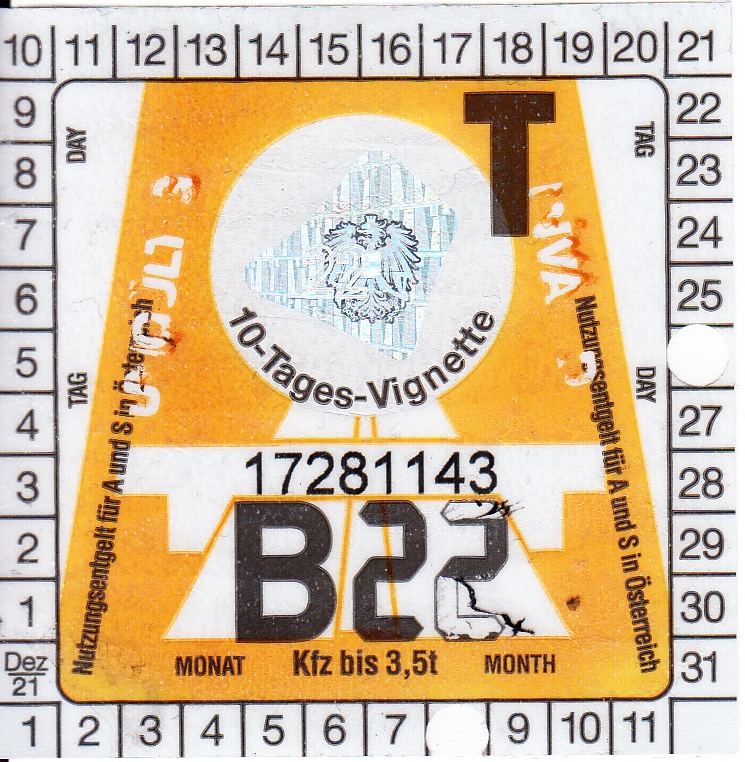 10 11 12 13 14 15 16 17 18 19 20 21
9 22
8 23
7 24
6 25
5
4 27
3 28
2 29
1 30
Dez 21 31
1 2 3 4 5 6 7 9 10 11
DAY
TAG
TAG
DAY
T
10-Tages-Vignette
Nutzungsentgelt für A und S in Österreich
Nutzungsentgelt für A und S in Österreich
17281143
B22
MONAT Kfz bis 3,5t MONTH